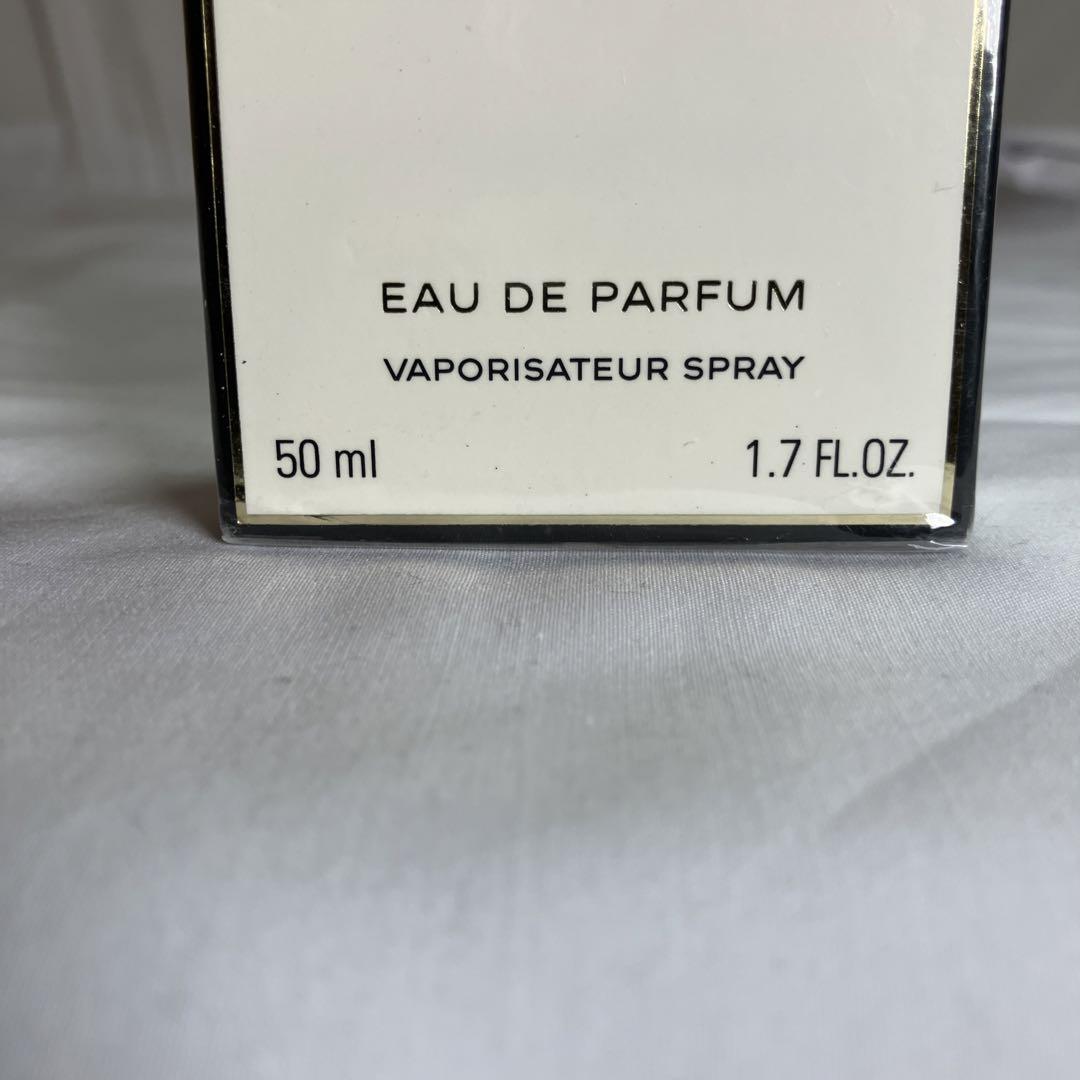 EAU DE PARFUM
VAPORISATEUR SPRAY
50 ml 1.7 FL.OZ.